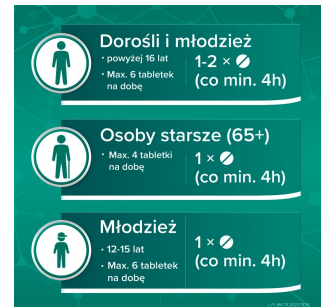 Dorośli i młodzież
• powyżej 16 lat
• Max. 6 tabletek
na dobę
1-2 ×
(co min. 4h)
Osoby starsze (65+)
• Max. 4 tabletki
na dobę
1 ×
(co min. 4h)
Młodzież
• 12-15 lat
• Max. 6 tabletek
na dobę
1 ×
(co min. 4h)